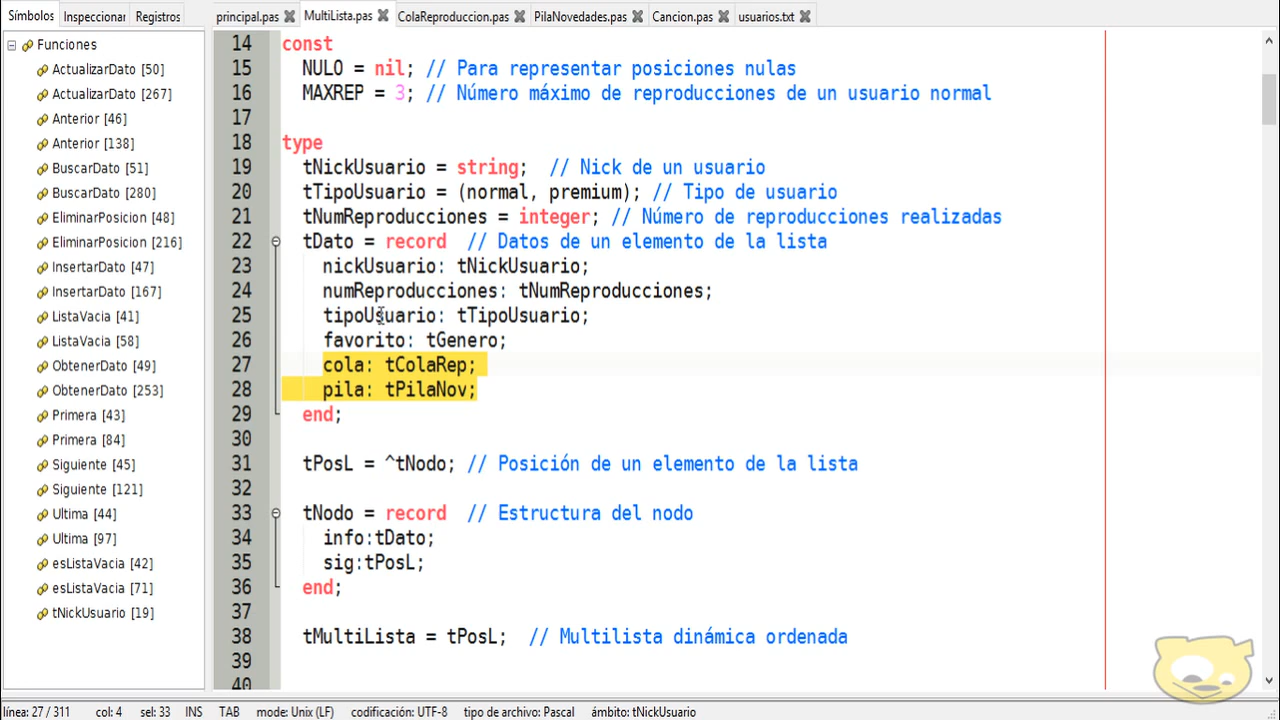 Símbolos Inspeccionar Registros
principal.pas MultiLista.pas ColaReproduccion.pas PilaNovedades.pas Cancion.pas usuarios.txt
Funciones
ActualizarDato [50]
ActualizarDato [267]
Anterior [46]
Anterior [138]
BuscarDato [51]
BuscarDato [280]
EliminarPosicion [48]
EliminarPosicion [216]
InsertarDato [47]
InsertarDato [167]
ListaVacia [41]
ListaVacia [58]
ObtenerDato [49]
ObtenerDato [253]
Primera [43]
Primera [84]
Siguiente [45]
Siguiente [121]
Ultima [44]
Ultima [97]
esListaVacia [42]
esListaVacia [71]
tNickUsuario [19]
14 const
15 NULO = nil; // Para representar posiciones nulas
16 MAXREP = 3; // Número máximo de reproducciones de un usuario normal
17
18 type
19 tNickUsuario = string; // Nick de un usuario
20 tTipoUsuario = (normal, premium); // Tipo de usuario
21 tNumReproducciones = integer; // Número de reproducciones realizadas
22 tDato = record // Datos de un elemento de la lista
23 nickUsuario: tNickUsuario;
24 numReproducciones: tNumReproducciones;
25 tipoUsuario: tTipoUsuario;
26 favorito: tGenero;
27 cola: tColaRep;
28 pila: tPilaNov;
29 end;
30
31 tPosL = ^tNodo; // Posición de un elemento de la lista
32
33 tNodo = record // Estructura del nodo
34 info:tDato;
35 sig:tPosL;
36 end;
37
38 tMultiLista = tPosL; // Multilista dinámica ordenada
39
40
línea: 27 / 311 col: 4 sel: 33 INS TAB mode: Unix (LF) codificación: UTF-8 tipo de archivo: Pascal ámbito: tNickUsuario